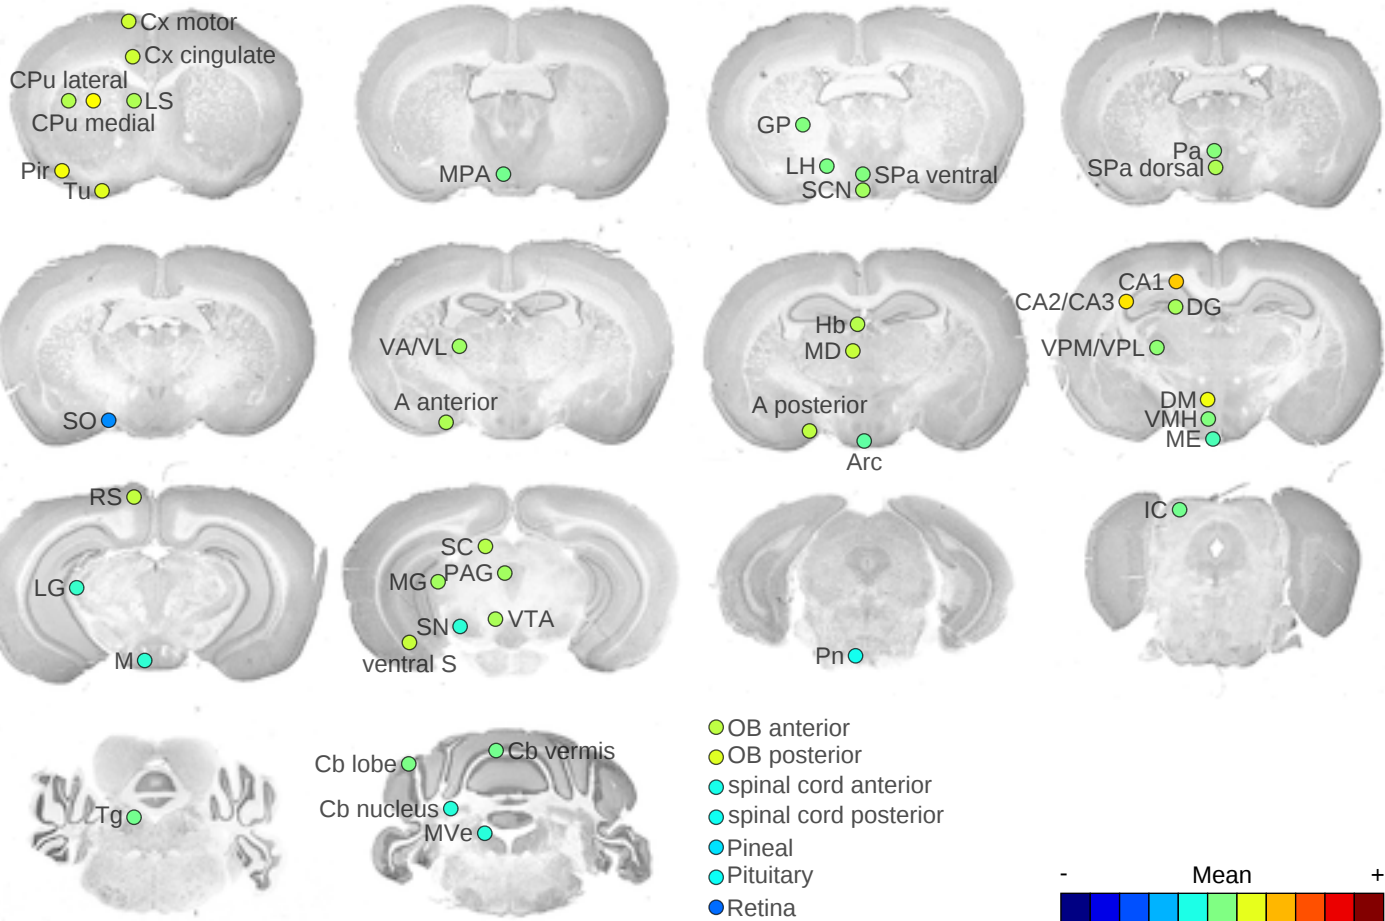 Cx motor
Cx cingulate
CPu lateral
LS
CPu medial
Pir
Tu
MPA
GP
LH
SPa ventral
SCN
Pa
SPa dorsal
SO
VA/VL
A anterior
Hb
MD
A posterior
Arc
CA1
CA2/CA3
DG
VPM/VPL
DM
VMH
ME
RS
LG
M
SC
MG
PAG
SN
VTA
ventral S
Pn
IC
Tg
Cb lobe
Cb vermis
Cb nucleus
MVe
OB anterior
OB posterior
spinal cord anterior
spinal cord posterior
Pineal
Pituitary
Retina
- Mean +